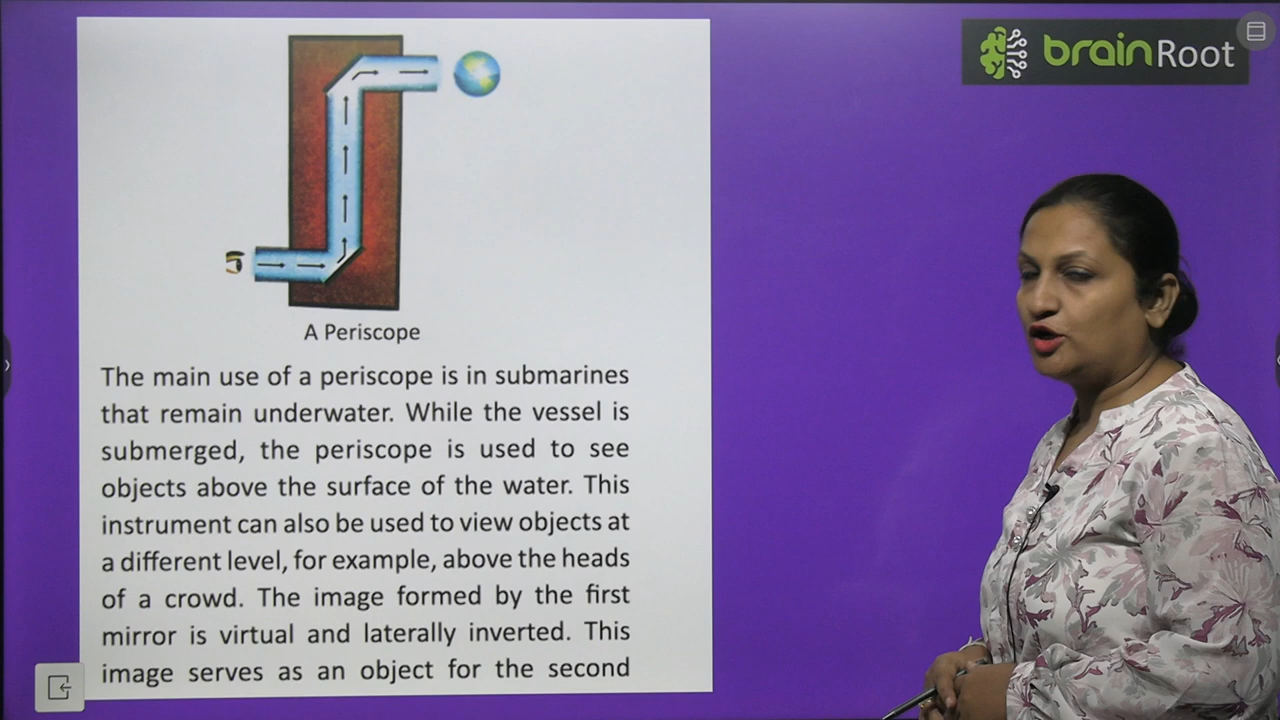 brainRoot
A Periscope
The main use of a periscope is in submarines
that remain underwater. While the vessel is
submerged, the periscope is used to see
objects above the surface of the water. This
instrument can also be used to view objects at
a different level, for example, above the heads
of a crowd. The image formed by the first
mirror is virtual and laterally inverted. This
image serves as an object for the second